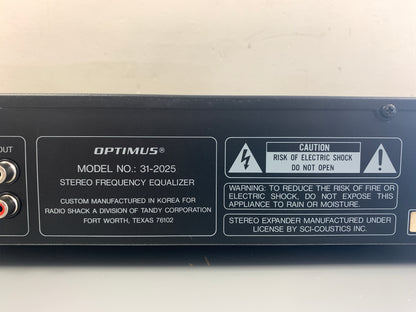 OUT
OPTIMUS®
MODEL NO.: 31-2025
STEREO FREQUENCY EQUALIZER
CUSTOM MANUFACTURED IN KOREA FOR
RADIO SHACK A DIVISION OF TANDY CORPORATION
FORT WORTH, TEXAS 76102
CAUTION
RISK OF ELECTRIC SHOCK
DO NOT OPEN
WARNING: TO REDUCE THE RISK OF FIRE OR
ELECTRIC SHOCK, DO NOT EXPOSE THIS
APPLIANCE TO RAIN OR MOISTURE.
STEREO EXPANDER MANUFACTURED UNDER
LICENSE BY SCI-COUSTICS INC.